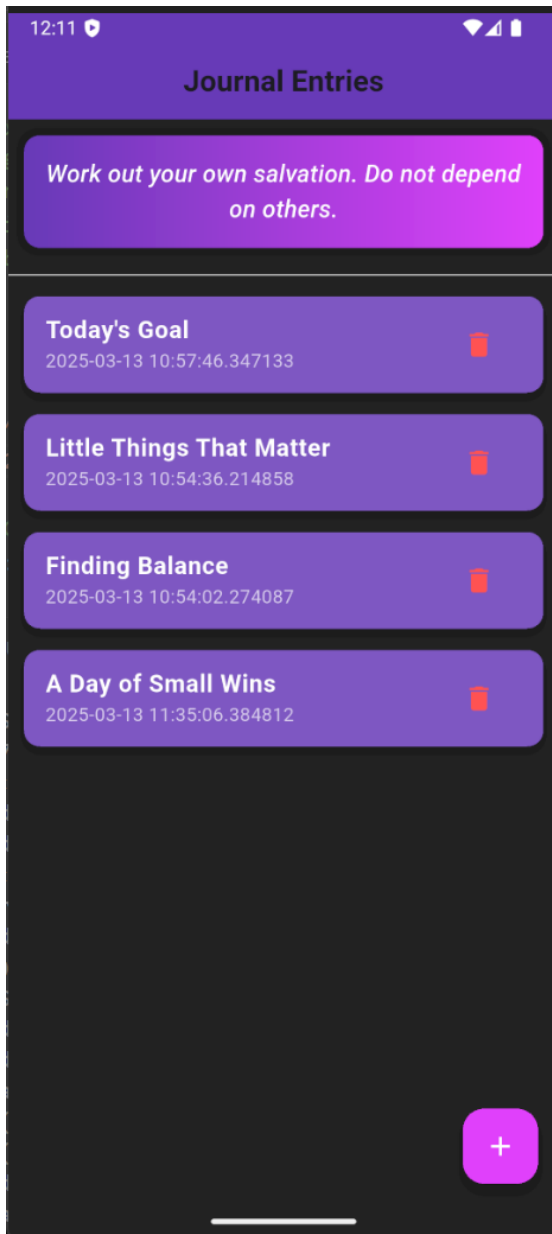 12:11
Journal Entries
Work out your own salvation. Do not depend
on others.
Today's Goal
2025-03-13 10:57:46.347133
Little Things That Matter
2025-03-13 10:54:36.214858
Finding Balance
2025-03-13 10:54:02.274087
A Day of Small Wins
2025-03-13 11:35:06.384812
+